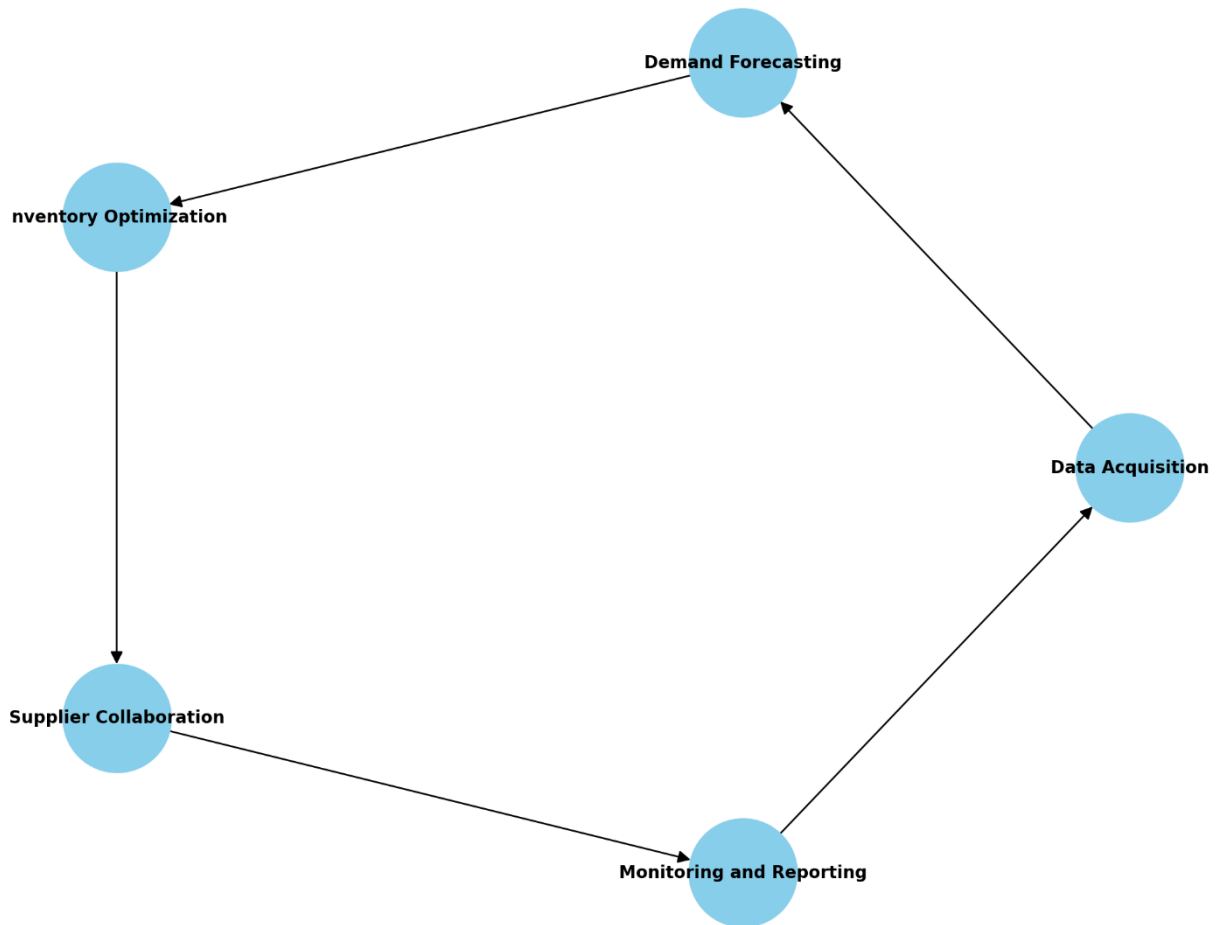 Demand Forecasting
nventory Optimization
Data Acquisition
Supplier Collaboration
Monitoring and Reporting